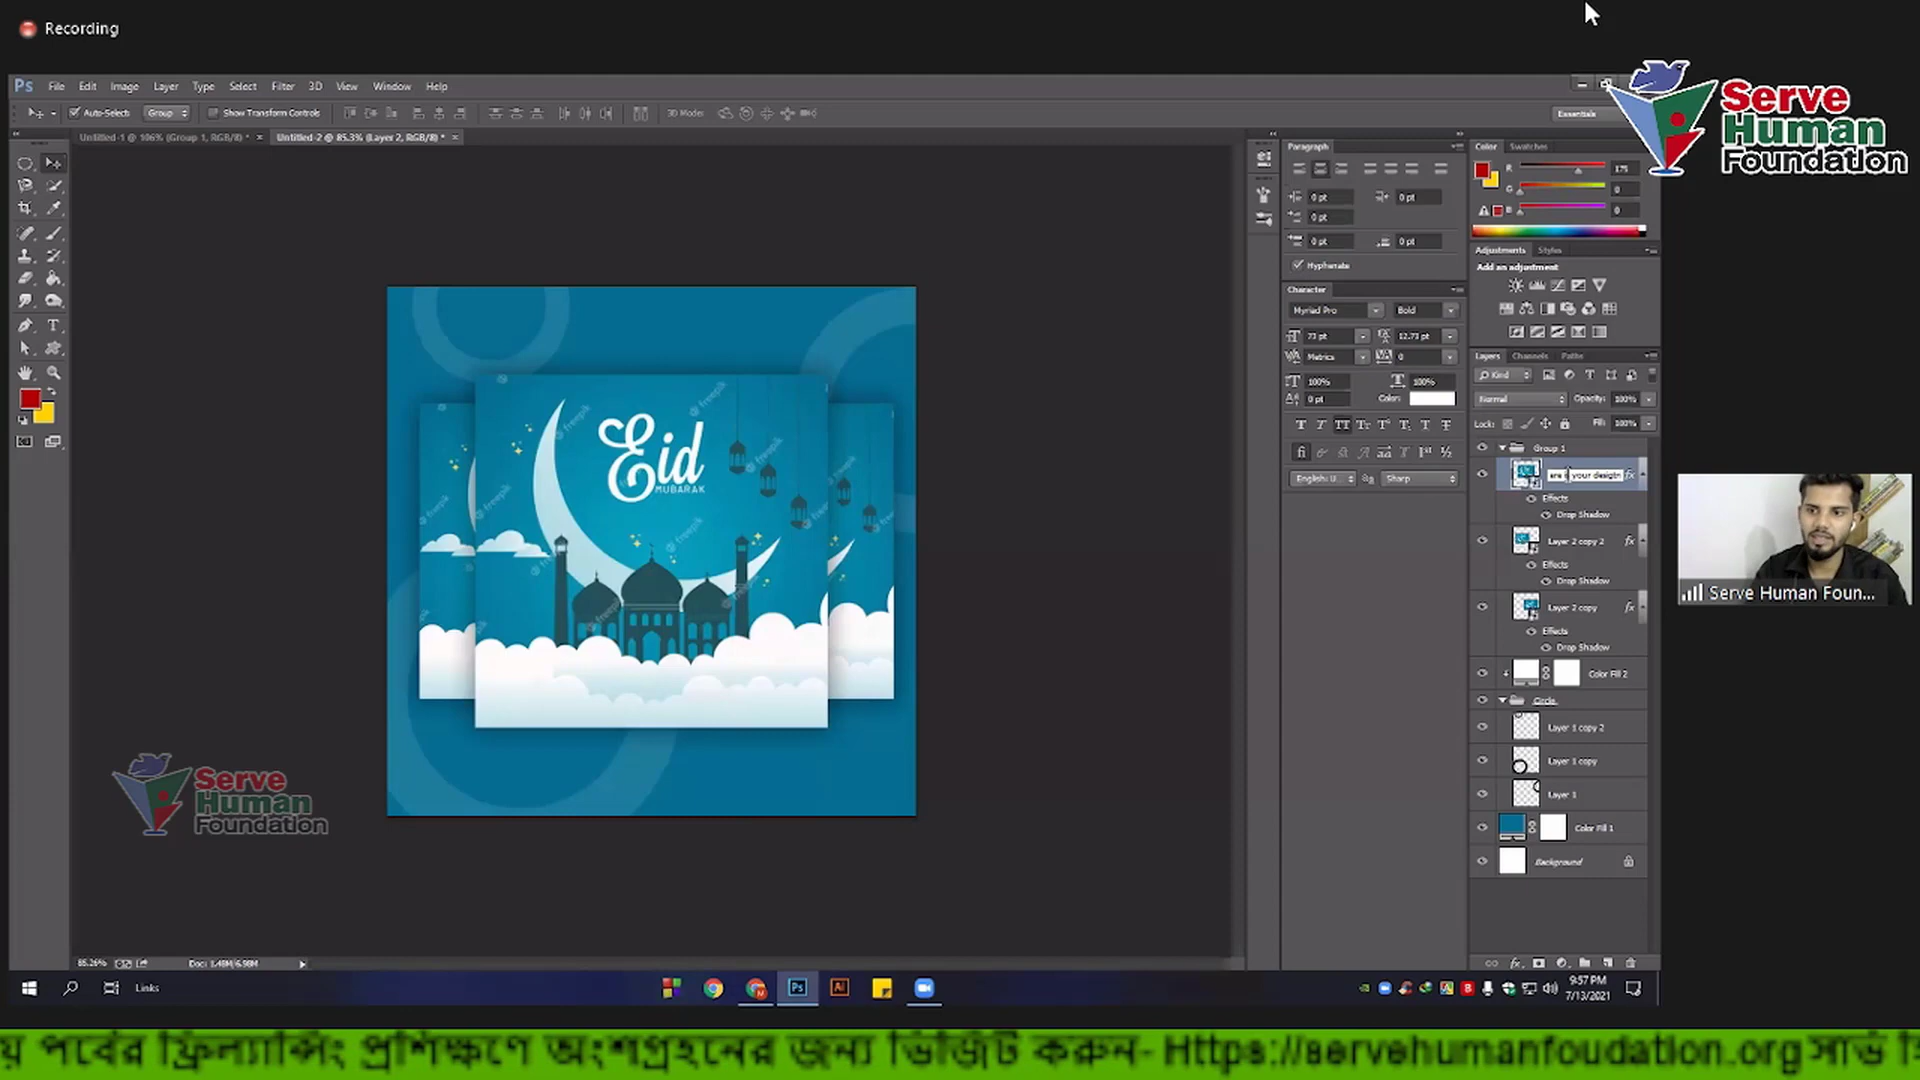 Recording
Serve
Human
Foundation
Ps File Edit Image Layer Type Select Filter 3D View Window Help
Auto-Select Group Show Transform Controls 3D Mode: Essentials
Untitled-1 @ 106% (Group 1, RGB/8) * × Untitled-2 @ 85.3% (Layer 2, RGB/8) * ×
Paragraph
0 pt 0 pt
0 pt
0 pt 0 pt
Hyphenate
Character
Myriad Pro Bold
73 pt 12.73 pt
Metrics 0
100% 100%
0 pt Color:
English: U... Sharp
Color Swatches
R 175
G 0
B 0
Adjustments Styles
Add an adjustment
Layers Channels Paths
Kind
Normal Opacity: 100%
Lock: Fill: 100%
Group 1
your fx
Effects
Drop Shadow
Layer 2 copy 2 fx
Effects
Drop Shadow
Layer 2 copy fx
Effects
Drop Shadow
Color Fill 2
Circle
Layer 1 copy 2
Layer 1 copy
Layer 1
Color Fill 1
Background
Eid
MUBARAK
freepik
Serve
Human
Foundation
Serve Human Foun...
85.26% Doc: 1.48M/6.98M
Links
Ps Ai
9:57 PM
7/13/2021
য় পর্বের ফ্রিল্যান্সিং প্রশিক্ষণে অংশগ্রহনের জন্য ভিজিট করুন- Https://servehumanfoudation.org সার্ভ